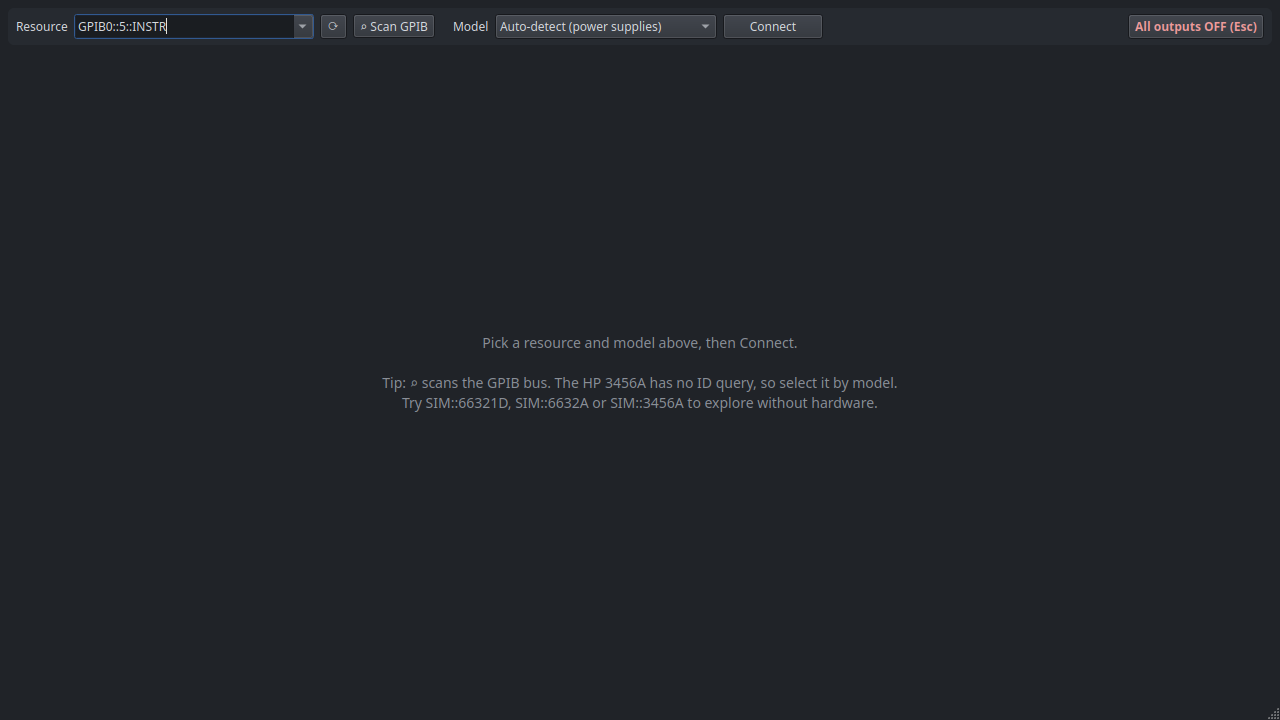 Resource GPIB0::5::INSTR ⟳ ⌕ Scan GPIB Model Auto-detect (power supplies) Connect All outputs OFF (Esc)
Pick a resource and model above, then Connect.
Tip: ⌕ scans the GPIB bus. The HP 3456A has no ID query, so select it by model.
Try SIM::66321D, SIM::6632A or SIM::3456A to explore without hardware.